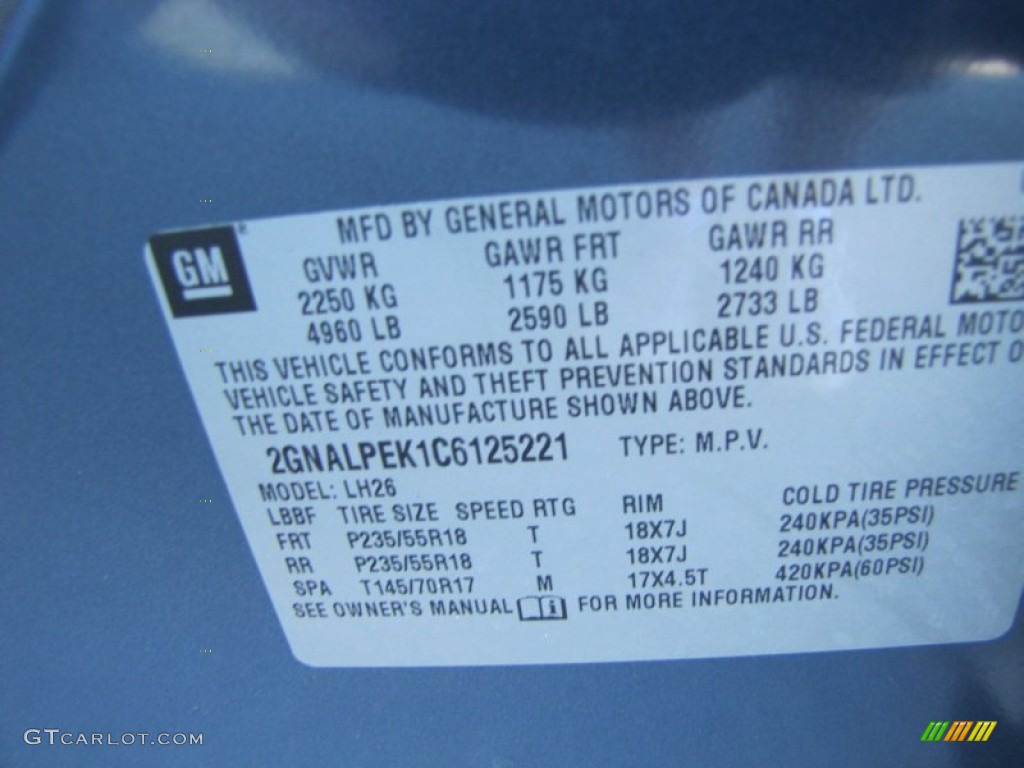 MFD BY GENERAL MOTORS OF CANADA LTD.
GM®
GVWR GAWR FRT GAWR RR
2250 KG 1175 KG 1240 KG
4960 LB 2590 LB 2733 LB
THIS VEHICLE CONFORMS TO ALL APPLICABLE U.S. FEDERAL MOTO
VEHICLE SAFETY AND THEFT PREVENTION STANDARDS IN EFFECT O
THE DATE OF MANUFACTURE SHOWN ABOVE.
2GNALPEK1C6125221 TYPE: M.P.V.
MODEL: LH26
LBBF TIRE SIZE SPEED RTG RIM COLD TIRE PRESSURE
FRT P235/55R18 T 18X7J 240KPA(35PSI)
RR P235/55R18 T 18X7J 240KPA(35PSI)
SPA T145/70R17 M 17X4.5T 420KPA(60PSI)
SEE OWNER'S MANUAL FOR MORE INFORMATION.
GTCARLOT.COM